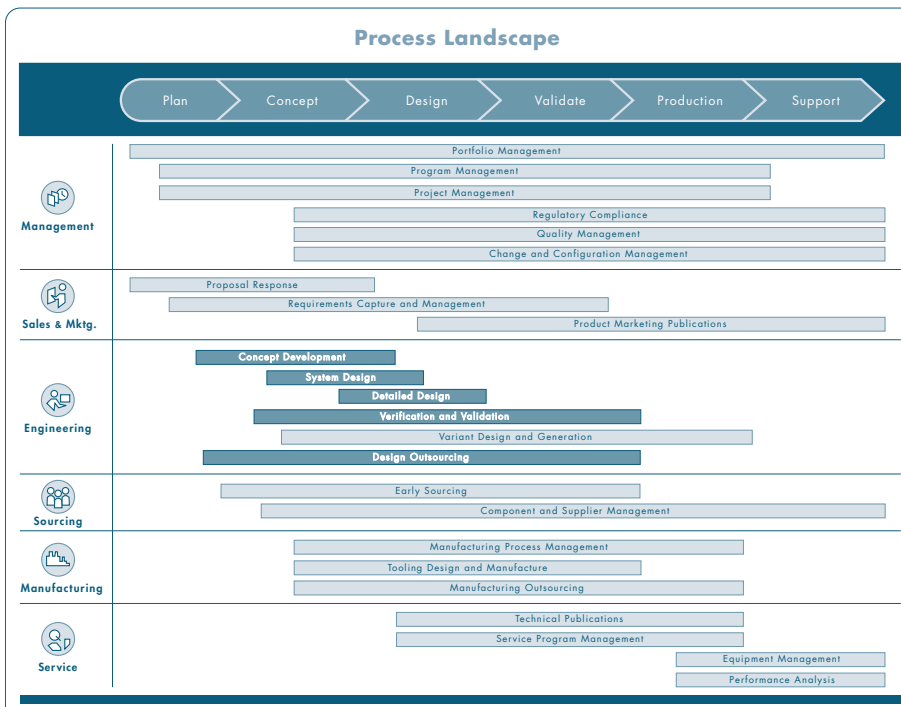 Process Landscape
Plan
Concept
Design
Validate
Production
Support
Management
Portfolio Management
Program Management
Project Management
Regulatory Compliance
Quality Management
Change and Configuration Management
Sales & Mktg.
Proposal Response
Requirements Capture and Management
Product Marketing Publications
Engineering
Concept Development
System Design
Detailed Design
Verification and Validation
Variant Design and Generation
Design Outsourcing
Sourcing
Early Sourcing
Component and Supplier Management
Manufacturing
Manufacturing Process Management
Tooling Design and Manufacture
Manufacturing Outsourcing
Service
Technical Publications
Service Program Management
Equipment Management
Performance Analysis